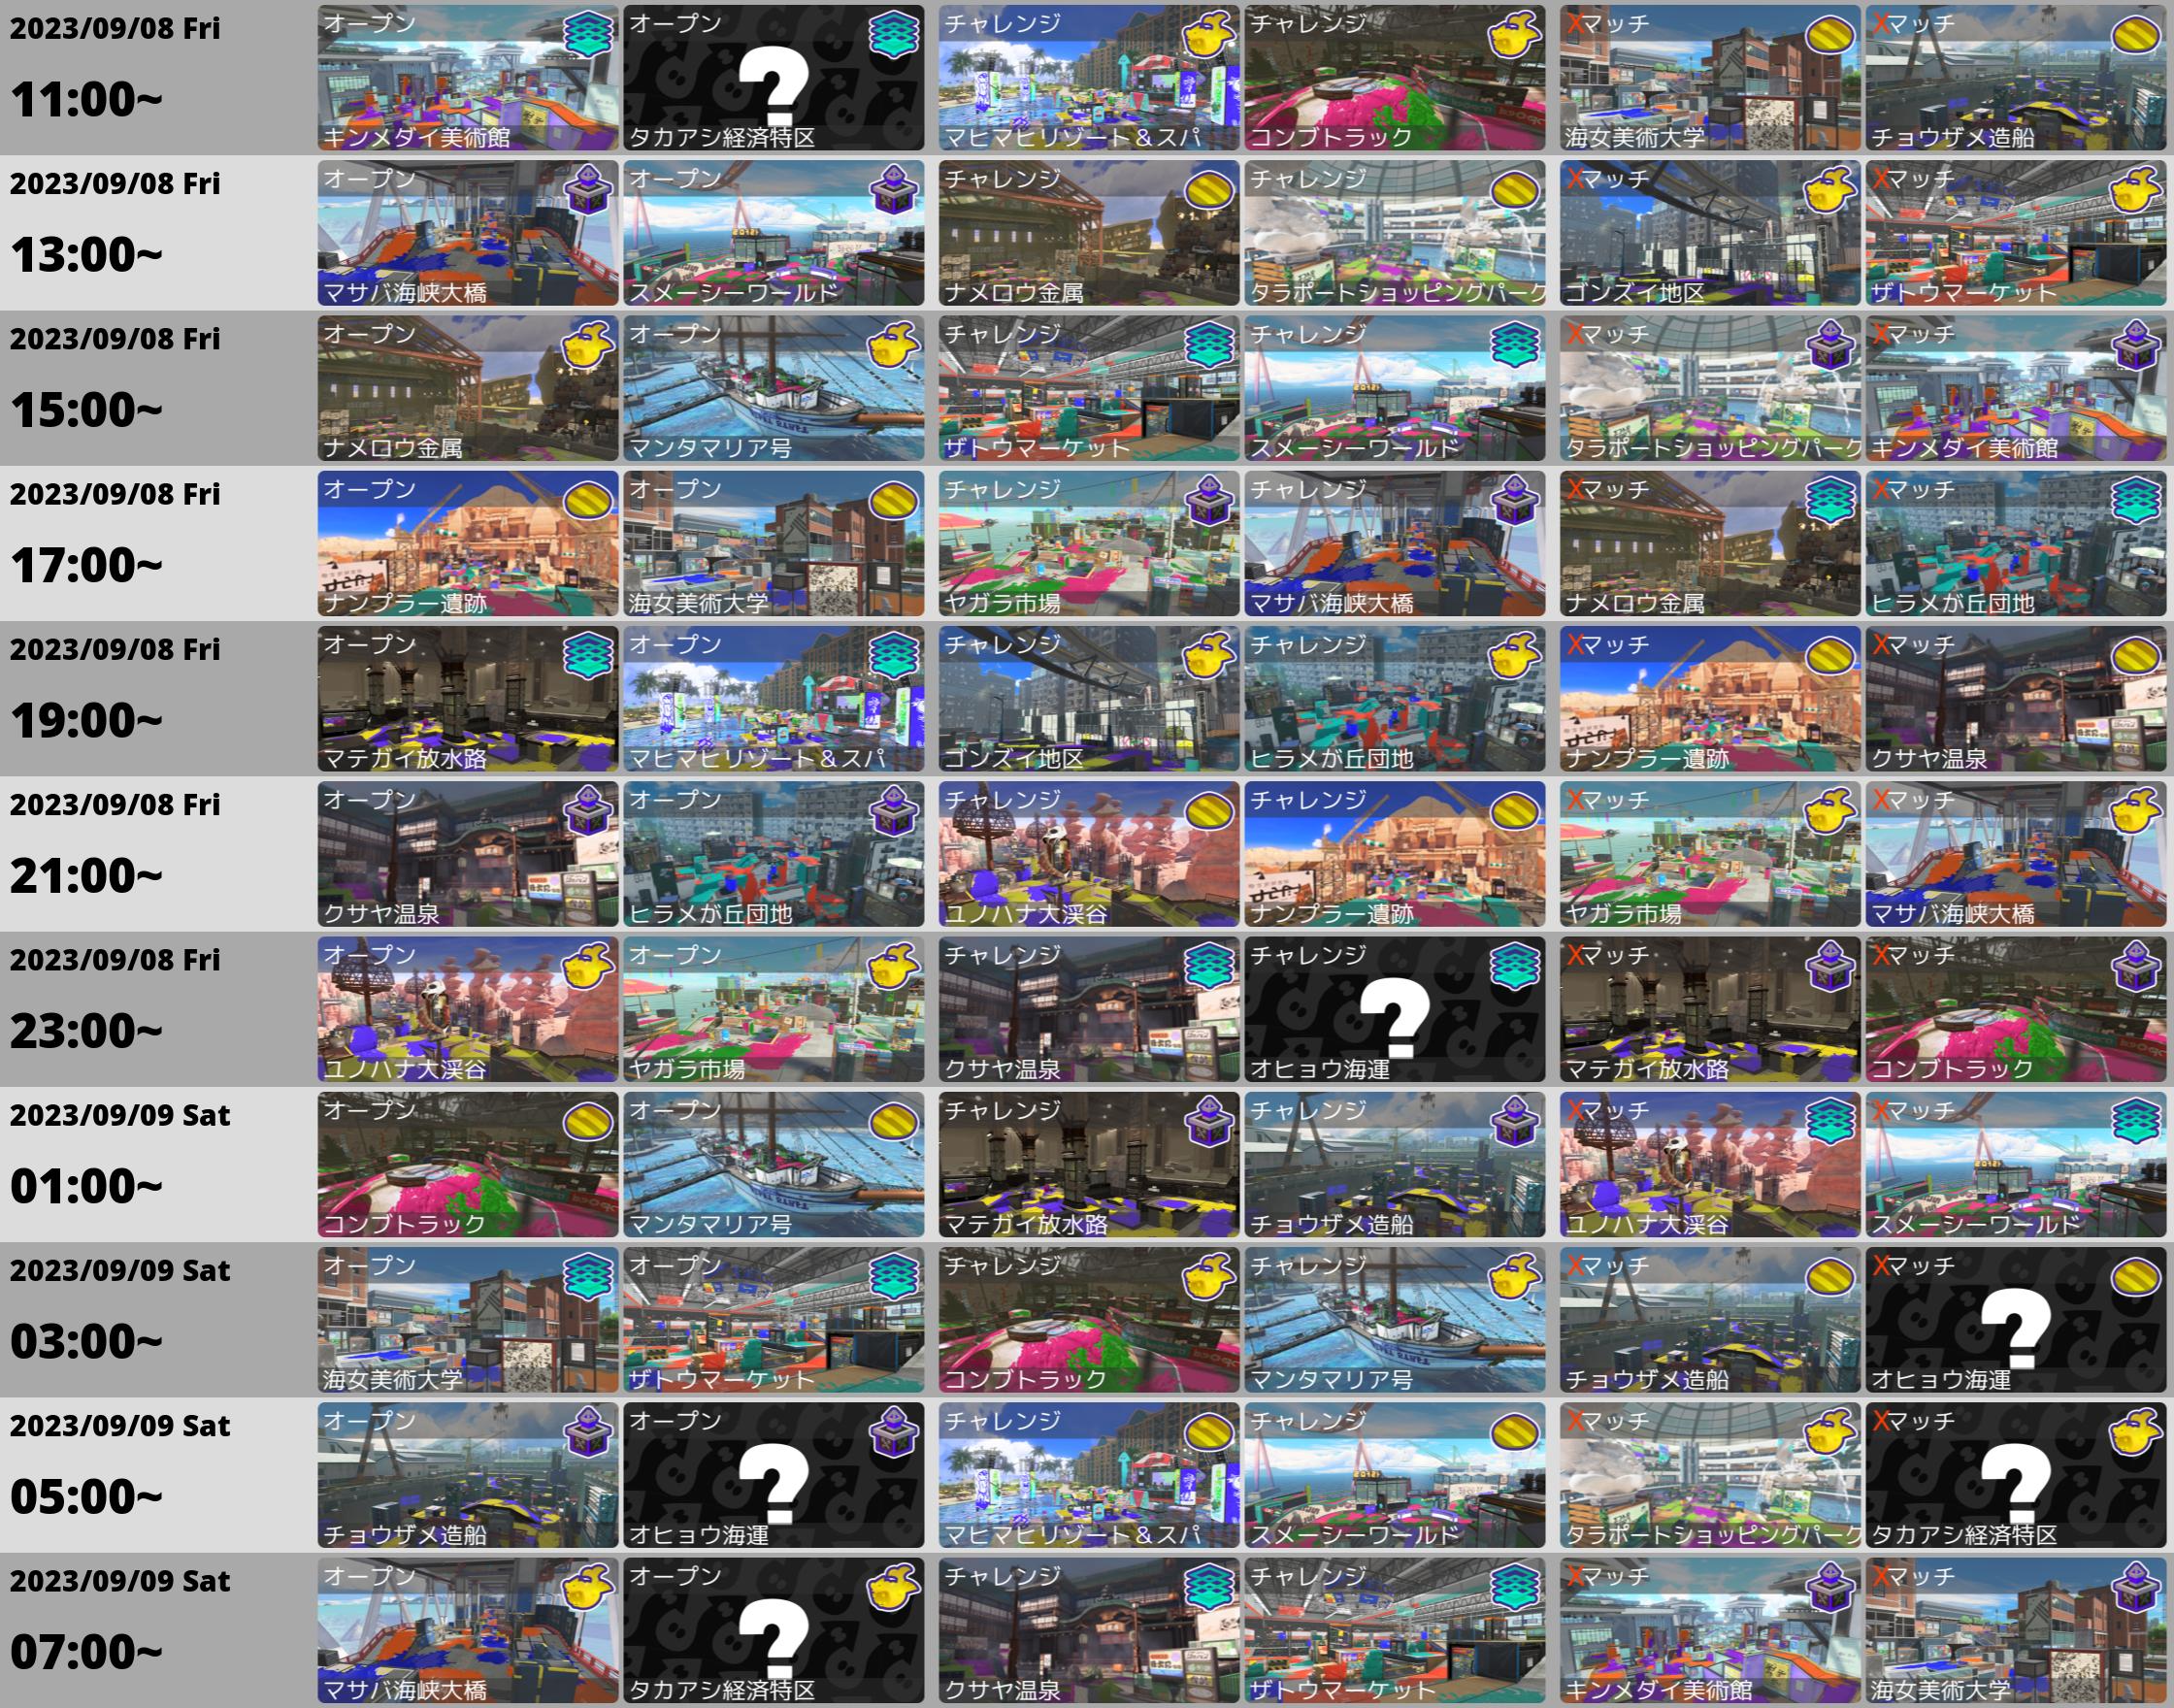 2023/09/08 Fri
11:00~
オープン
キンメダイ美術館
オープン
タカアシ経済特区
チャレンジ
マヒマヒリゾート＆スパ
チャレンジ
コンブトラック
Xマッチ
海女美術大学
Xマッチ
チョウザメ造船
2023/09/08 Fri
13:00~
オープン
マサバ海峡大橋
オープン
スメーシーワールド
チャレンジ
ナメロウ金属
チャレンジ
タラポートショッピングパーク
Xマッチ
ゴンズイ地区
Xマッチ
ザトウマーケット
2023/09/08 Fri
15:00~
オープン
ナメロウ金属
オープン
マンタマリア号
チャレンジ
ザトウマーケット
チャレンジ
スメーシーワールド
Xマッチ
タラポートショッピングパーク
Xマッチ
キンメダイ美術館
2023/09/08 Fri
17:00~
オープン
ナンプラー遺跡
オープン
海女美術大学
チャレンジ
ヤガラ市場
チャレンジ
マサバ海峡大橋
Xマッチ
ナメロウ金属
Xマッチ
ヒラメが丘団地
2023/09/08 Fri
19:00~
オープン
マテガイ放水路
オープン
マヒマヒリゾート＆スパ
チャレンジ
ゴンズイ地区
チャレンジ
ヒラメが丘団地
Xマッチ
ナンプラー遺跡
Xマッチ
クサヤ温泉
2023/09/08 Fri
21:00~
オープン
クサヤ温泉
オープン
ヒラメが丘団地
チャレンジ
ユノハナ大渓谷
チャレンジ
ナンプラー遺跡
Xマッチ
ヤガラ市場
Xマッチ
マサバ海峡大橋
2023/09/08 Fri
23:00~
オープン
ユノハナ大渓谷
オープン
ヤガラ市場
チャレンジ
クサヤ温泉
チャレンジ
オヒョウ海運
Xマッチ
マテガイ放水路
Xマッチ
コンブトラック
2023/09/09 Sat
01:00~
オープン
コンブトラック
オープン
マンタマリア号
チャレンジ
マテガイ放水路
チャレンジ
チョウザメ造船
Xマッチ
ユノハナ大渓谷
Xマッチ
スメーシーワールド
2023/09/09 Sat
03:00~
オープン
海女美術大学
オープン
ザトウマーケット
チャレンジ
コンブトラック
チャレンジ
マンタマリア号
Xマッチ
チョウザメ造船
Xマッチ
オヒョウ海運
2023/09/09 Sat
05:00~
オープン
チョウザメ造船
オープン
オヒョウ海運
チャレンジ
マヒマヒリゾート＆スパ
チャレンジ
スメーシーワールド
Xマッチ
タラポートショッピングパーク
Xマッチ
タカアシ経済特区
2023/09/09 Sat
07:00~
オープン
マサバ海峡大橋
オープン
タカアシ経済特区
チャレンジ
クサヤ温泉
チャレンジ
ザトウマーケット
Xマッチ
キンメダイ美術館
Xマッチ
海女美術大学